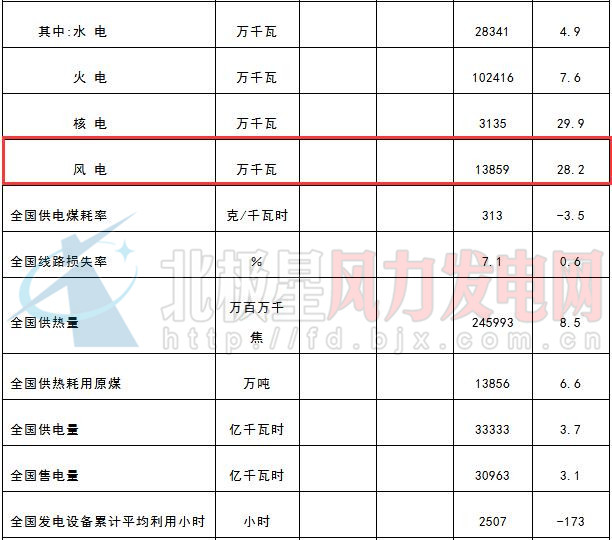 其中:水 电 万千瓦 28341 4.9
火 电 万千瓦 102416 7.6
核 电 万千瓦 3135 29.9
风 电 万千瓦 13859 28.2
全国供电煤耗率 克/千瓦时 313 -3.5
全国线路损失率 % 7.1 0.6
北极星风力发电网
全国供热量 万百万千焦 245993 8.5
http://fd.bjx.com.cn
全国供热耗用原煤 万吨 13856 6.6
全国供电量 亿千瓦时 33333 3.7
全国售电量 亿千瓦时 30963 3.1
全国发电设备累计平均利用小时 小时 2507 -173